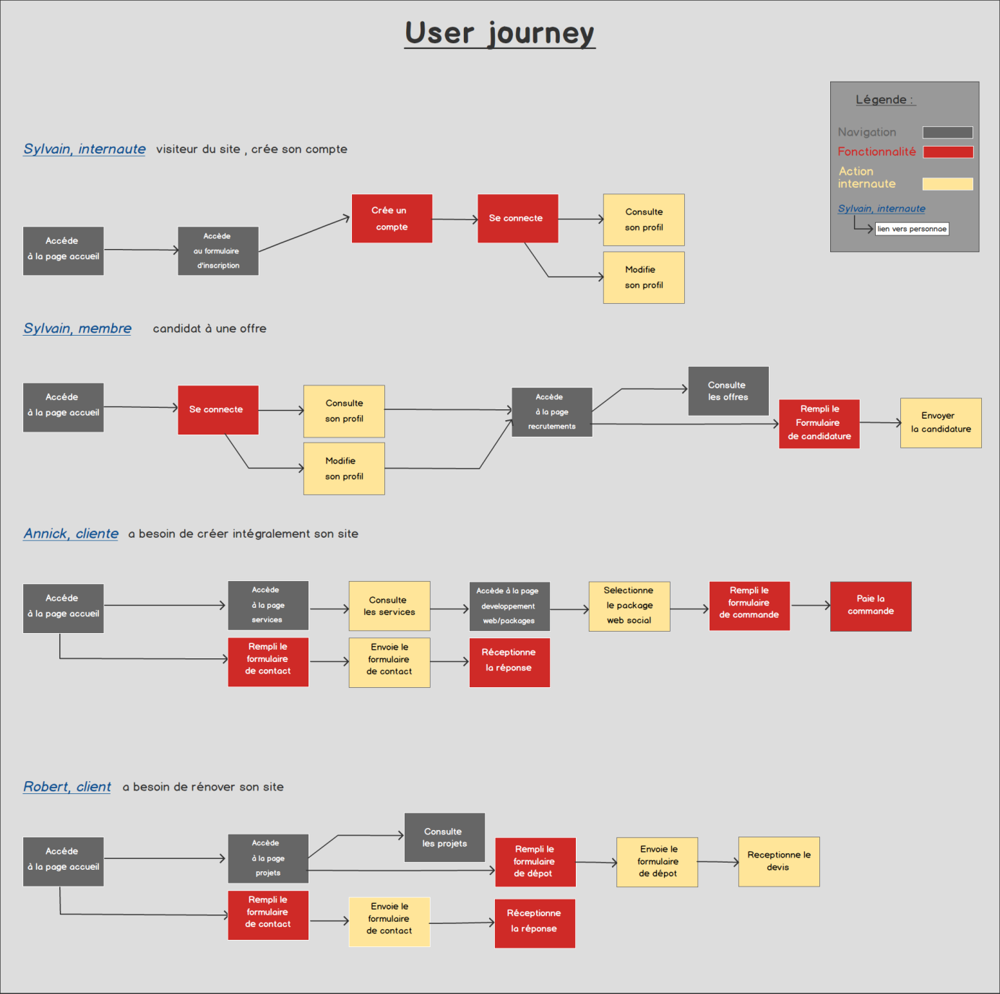 User journey
Légende :
Navigation
Fonctionnalité
Action
internaute
Sylvain, internaute
lien vers personnae
Sylvain, internaute visiteur du site , crée son compte
Accéde
à la page accueil
Accède
au formulaire
d'inscription
Crée un
compte
Se connecte
Consulte
son profil
Modifie
son profil
Sylvain, membre candidat à une offre
Accéde
à la page accueil
Se connecte
Consulte
son profil
Modifie
son profil
Accède
à la page
recrutements
Consulte
les offres
Rempli le
Formulaire
de candidature
Envoyer
la candidature
Annick, cliente a besoin de créer intégralement son site
Accéde
à la page accueil
Accède
à la page
services
Consulte
les services
Accède à la page
developpement
web/packages
Selectionne
le package
web social
Rempli le
formulaire
de commande
Paie la
commande
Rempli le
formulaire
de contact
Envoie le
formulaire
de contact
Réceptionne
la réponse
Robert, client a besoin de rénover son site
Accéde
à la page accueil
Accède
à la page
projets
Consulte
les projets
Rempli le
formulaire
de dépot
Envoie le
formulaire
de dépot
Receptionne le
devis
Rempli le
formulaire
de contact
Envoie le
formulaire
de contact
Réceptionne
la réponse